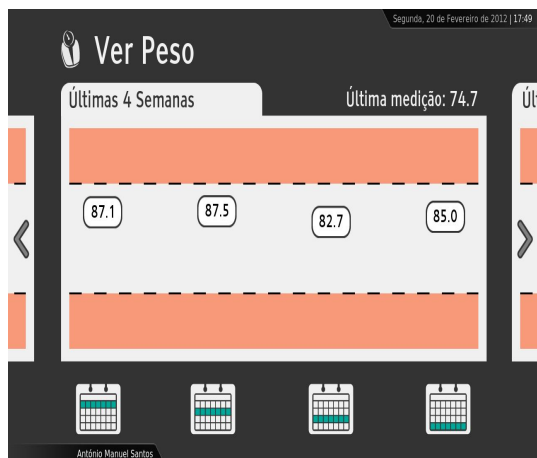 Segunda, 20 de Fevereiro de 2012 | 17:49
Ver Peso
Últimas 4 Semanas
Última medição: 74.7
Úl
87.1
87.5
82.7
85.0
António Manuel Santos